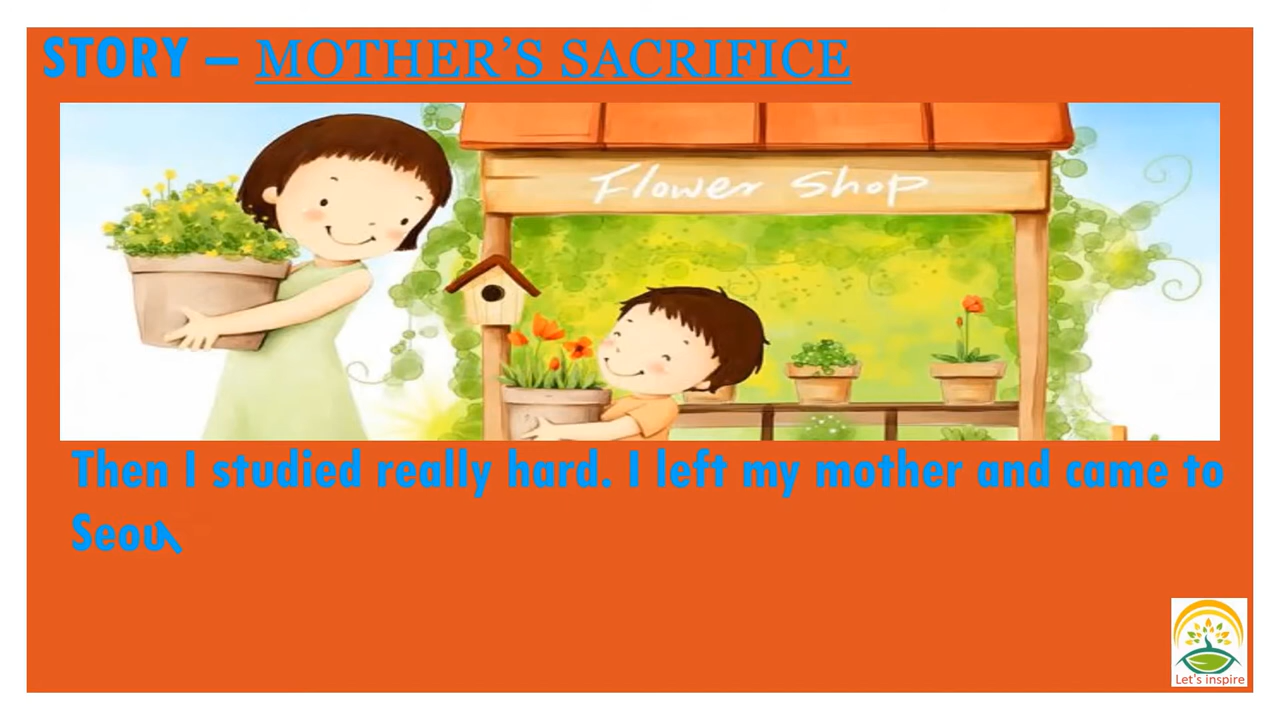 STORY – MOTHER'S SACRIFICE
Flower Shop
Then I studied really hard. I left my mother and came to
Seou
Let's inspire